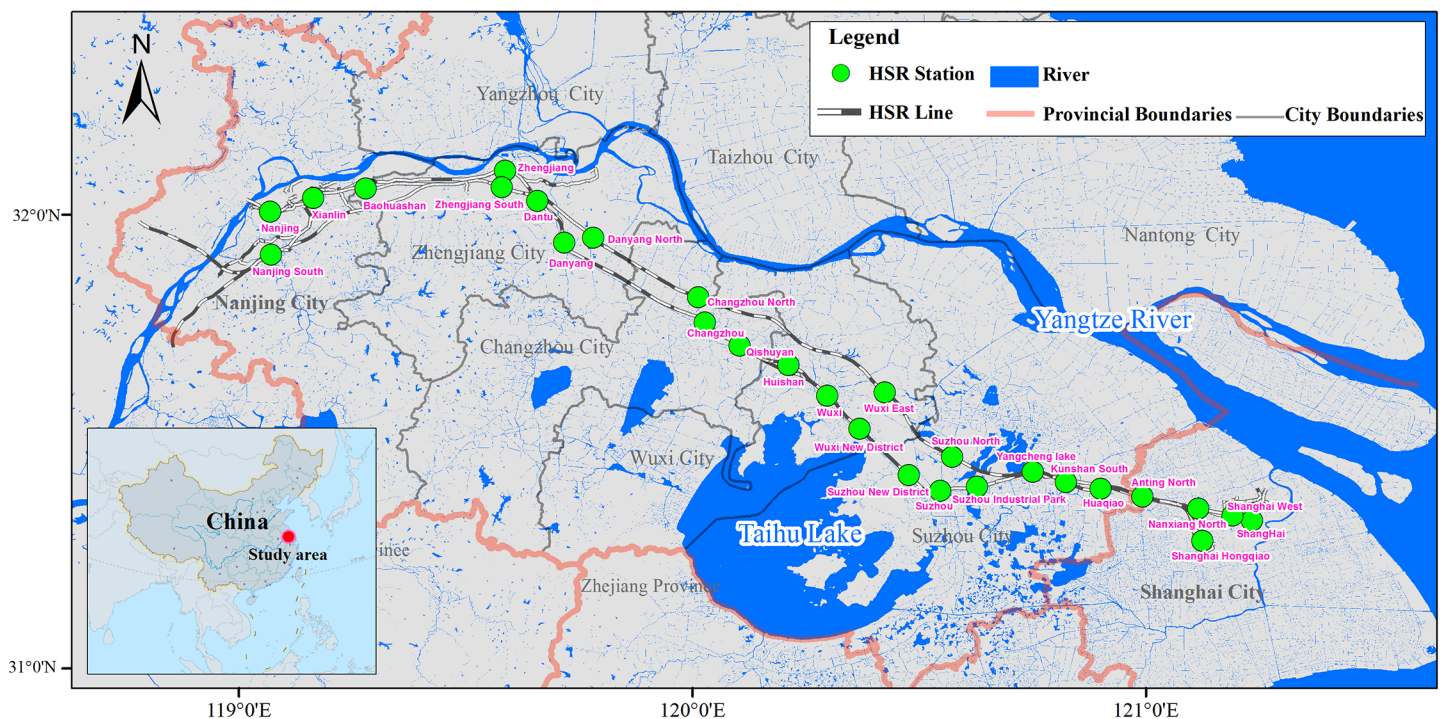 N
Legend
HSR Station
River
HSR Line
Provincial Boundaries
City Boundaries
Yangzhou City
Taizhou City
Nantong City
Zhengjiang
Zhengjiang South
Dantu
Baohuashan
Xianlin
Nanjing
Nanjing South
Nanjing City
Zhengjiang City
Danyang North
Danyang
Changzhou North
Changzhou
Qishuyan
Huishan
Changzhou City
Yangtze River
Wuxi
Wuxi East
Wuxi New District
Wuxi City
Suzhou North
Yangcheng lake
Kunshan South
Anting North
Suzhou New District
Suzhou
Suzhou Industrial Park
Huaqiao
Nanxiang North
Shanghai West
ShangHai
Shanghai Hongqiao
Taihu Lake
Suzhou City
Shanghai City
Zhejiang Province
ince
China
Study area
32°0'N
31°0'N
119°0'E
120°0'E
121°0'E